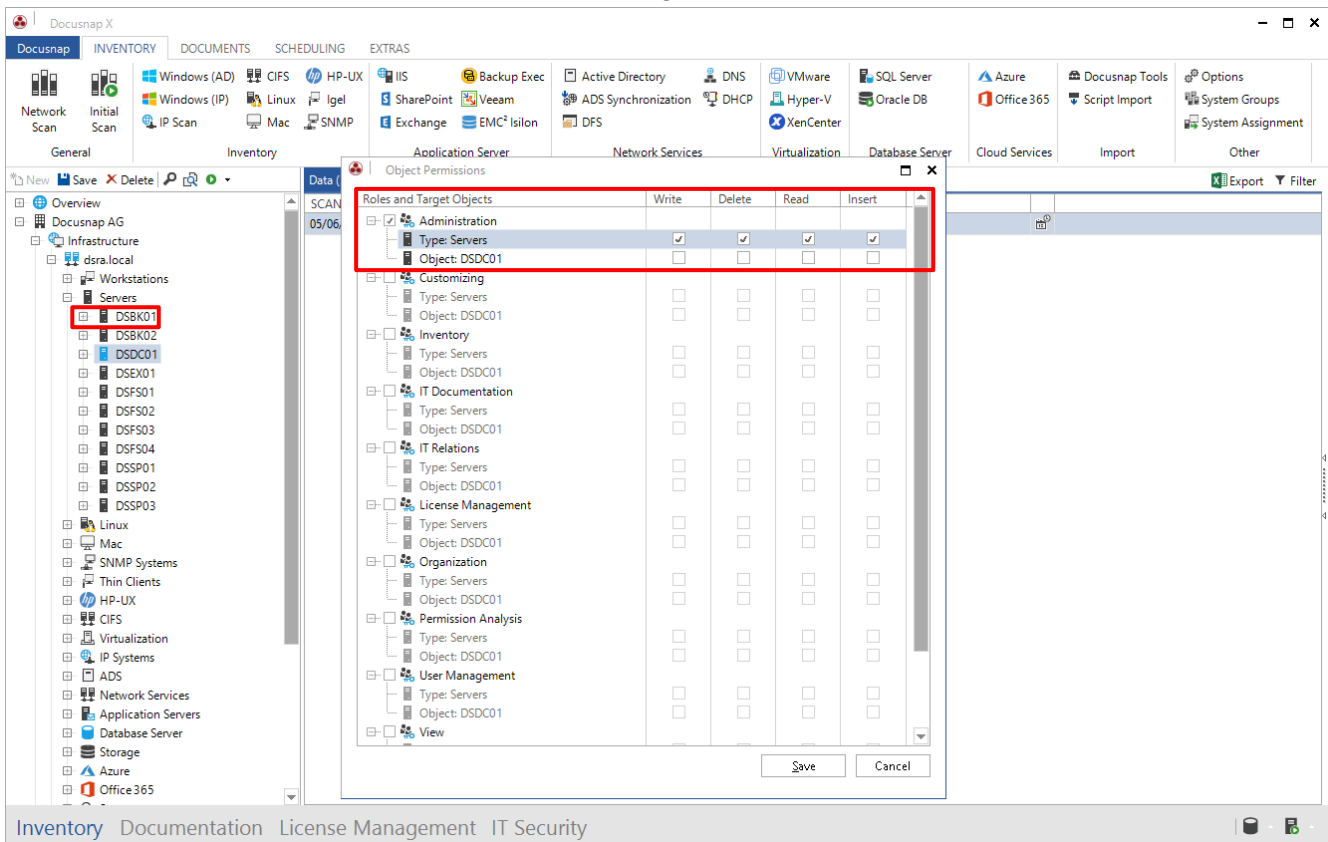 Docusnap X
Docusnap INVENTORY DOCUMENTS SCHEDULING EXTRAS
Windows (AD) CIFS HP-UX IIS Backup Exec Active Directory DNS VMware SQL Server Azure Docusnap Tools Options
Network Scan Initial Scan Windows (IP) Linux Igel SharePoint Veeam ADS Synchronization DHCP Hyper-V Oracle DB Office 365 Script Import System Groups
IP Scan Mac SNMP Exchange EMC² Isilon DFS XenCenter System Assignment
General Inventory Application Server Network Services Virtualization Database Server Cloud Services Import Other
New Save Delete
Data (
Export Filter
SCAN
05/06/
Overview
Docusnap AG
Infrastructure
dsra.local
Workstations
Servers
DSBK01
DSBK02
DSDC01
DSEX01
DSFS01
DSFS02
DSFS03
DSFS04
DSSP01
DSSP02
DSSP03
Linux
Mac
SNMP Systems
Thin Clients
HP-UX
CIFS
Virtualization
IP Systems
ADS
Network Services
Application Servers
Database Server
Storage
Azure
Office 365
Object Permissions
Roles and Target Objects Write Delete Read Insert
Administration
Type: Servers
Object: DSDC01
Customizing
Type: Servers
Object: DSDC01
Inventory
Type: Servers
Object: DSDC01
IT Documentation
Type: Servers
Object: DSDC01
IT Relations
Type: Servers
Object: DSDC01
License Management
Type: Servers
Object: DSDC01
Organization
Type: Servers
Object: DSDC01
Permission Analysis
Type: Servers
Object: DSDC01
User Management
Type: Servers
Object: DSDC01
View
Save Cancel
Inventory Documentation License Management IT Security